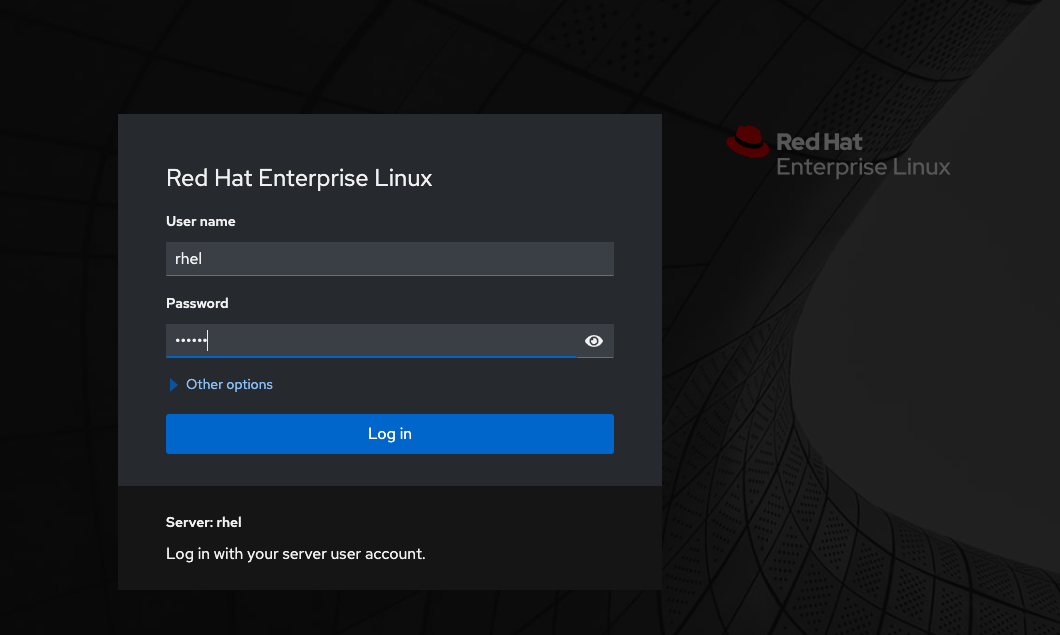 Red Hat Enterprise Linux
User name
rhel
Password
••••••
Other options
Log in
Server: rhel
Log in with your server user account.
Red Hat
Enterprise Linux